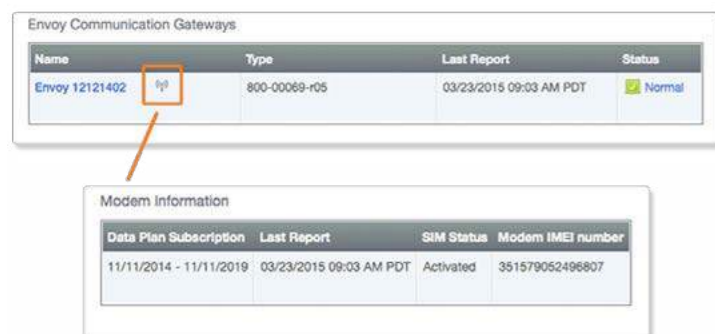 Envoy Communication Gateways
Name Type Last Report Status
Envoy 12121402 800-00069-r05 03/23/2015 09:03 AM PDT Normal
Modem Information
Data Plan Subscription Last Report SIM Status Modem IMEI number
11/11/2014 - 11/11/2019 03/23/2015 09:03 AM PDT Activated 351579052496807